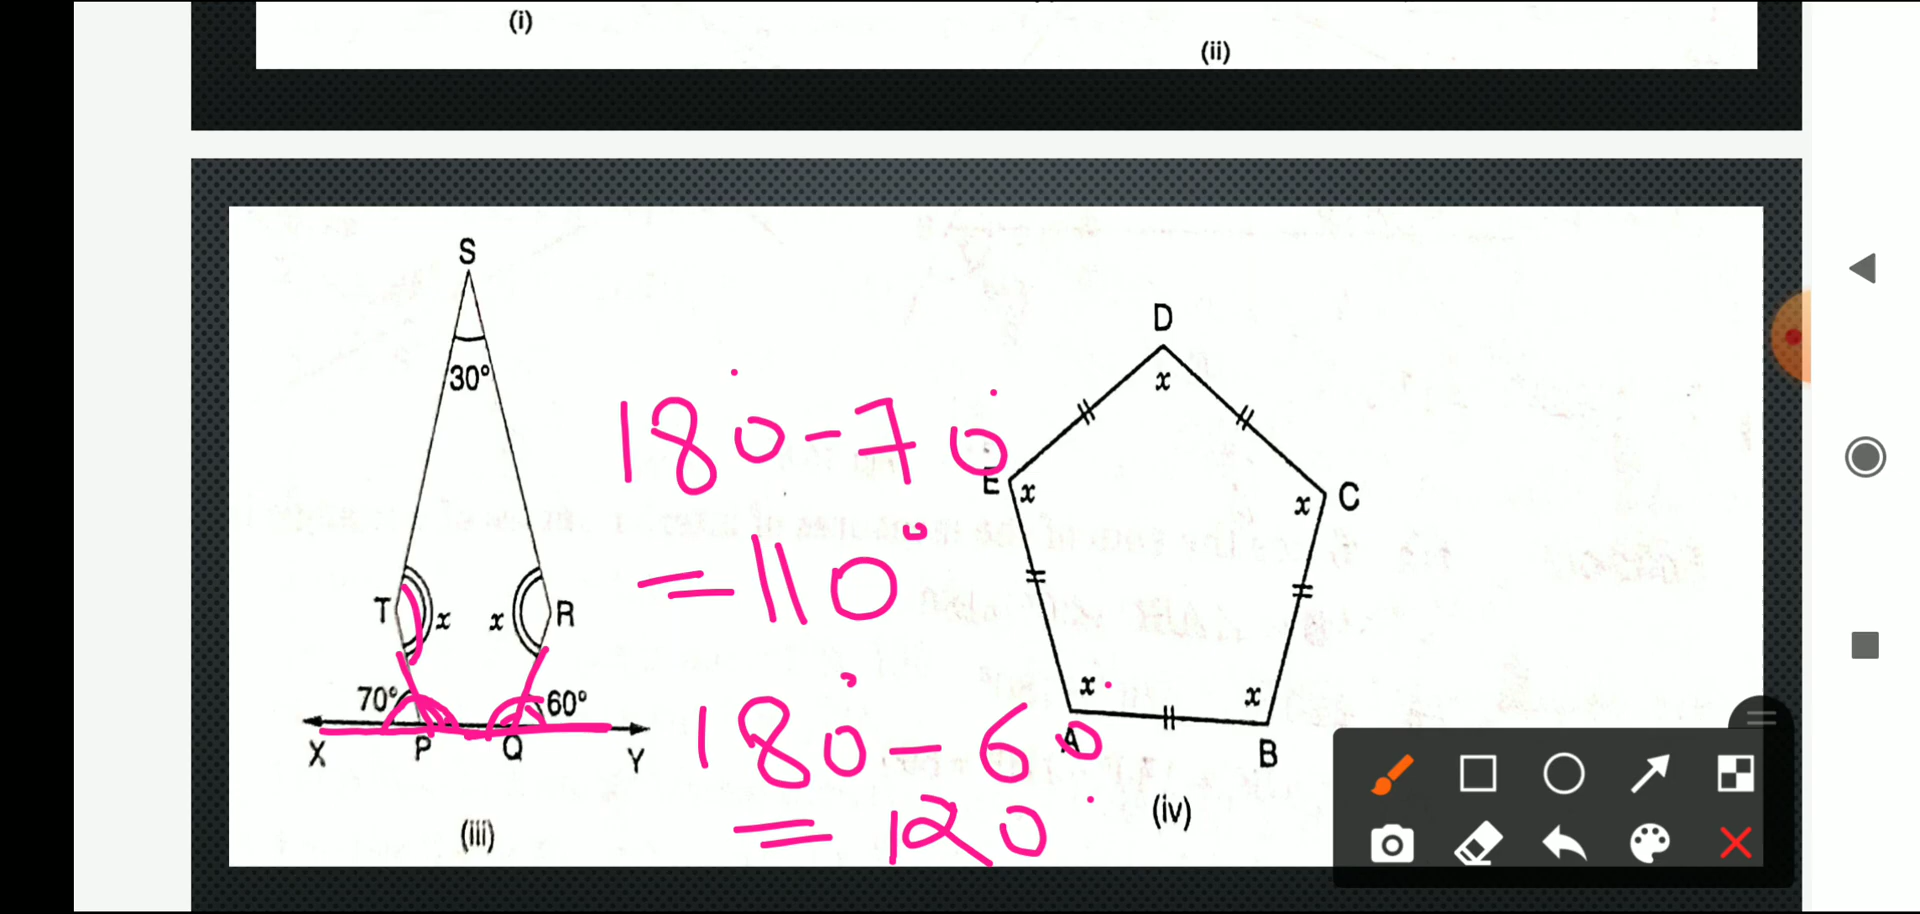 (i)
(ii)
S
30°
T x x R
70° 60°
X P Q Y
(iii)
180° - 70°
= 110°
180° - 60°
= 120°
D
x
E x x C
x x
A B
(iv)